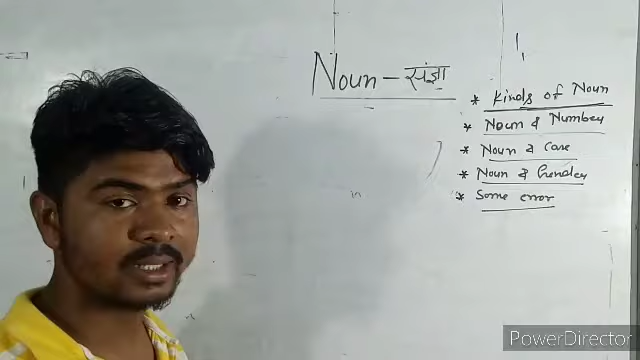 Noun – संज्ञा
* Kinds of Noun
* Noun & Number
* Noun & Case
* Noun & Gender
* Some error
PowerDirector